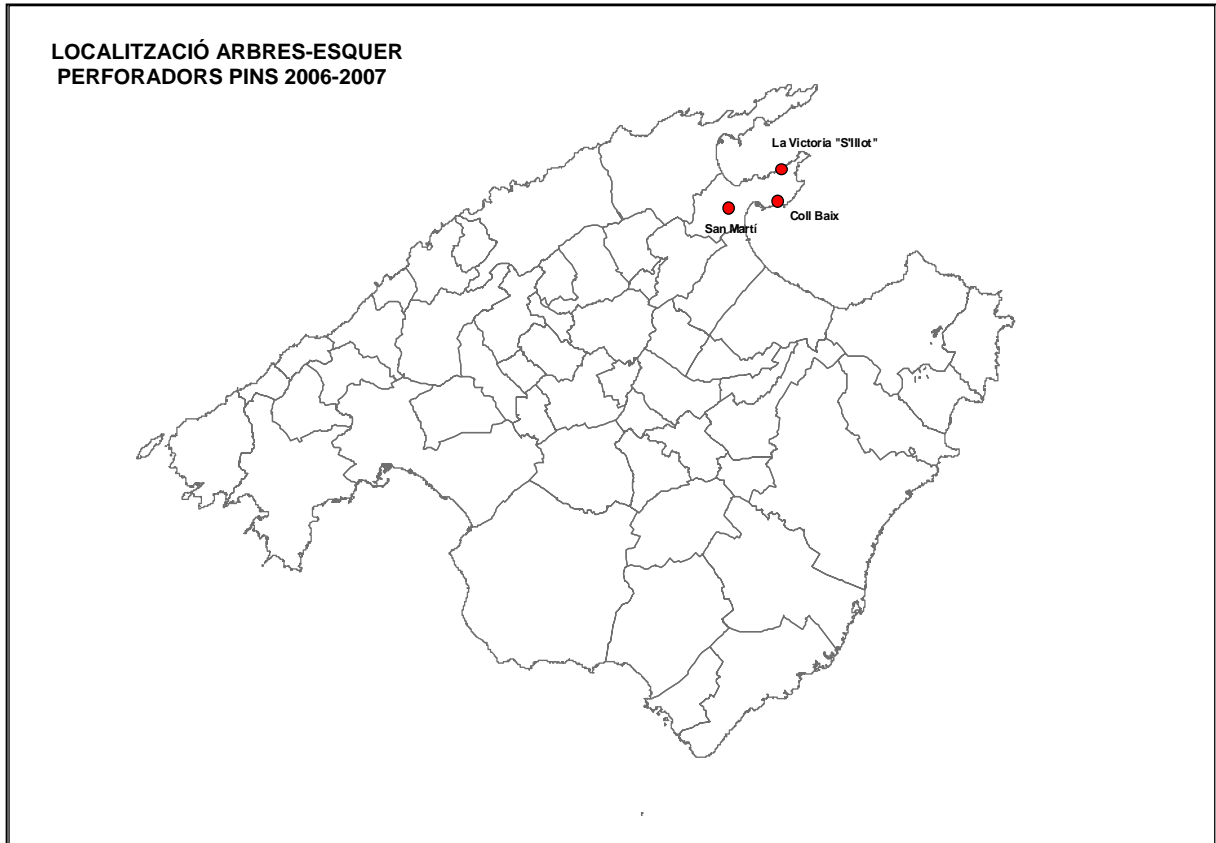 LOCALITZACIÓ ARBRES-ESQUER
PERFORADORS PINS 2006-2007
La Victoria "S'Illot"
Coll Baix
San Martí